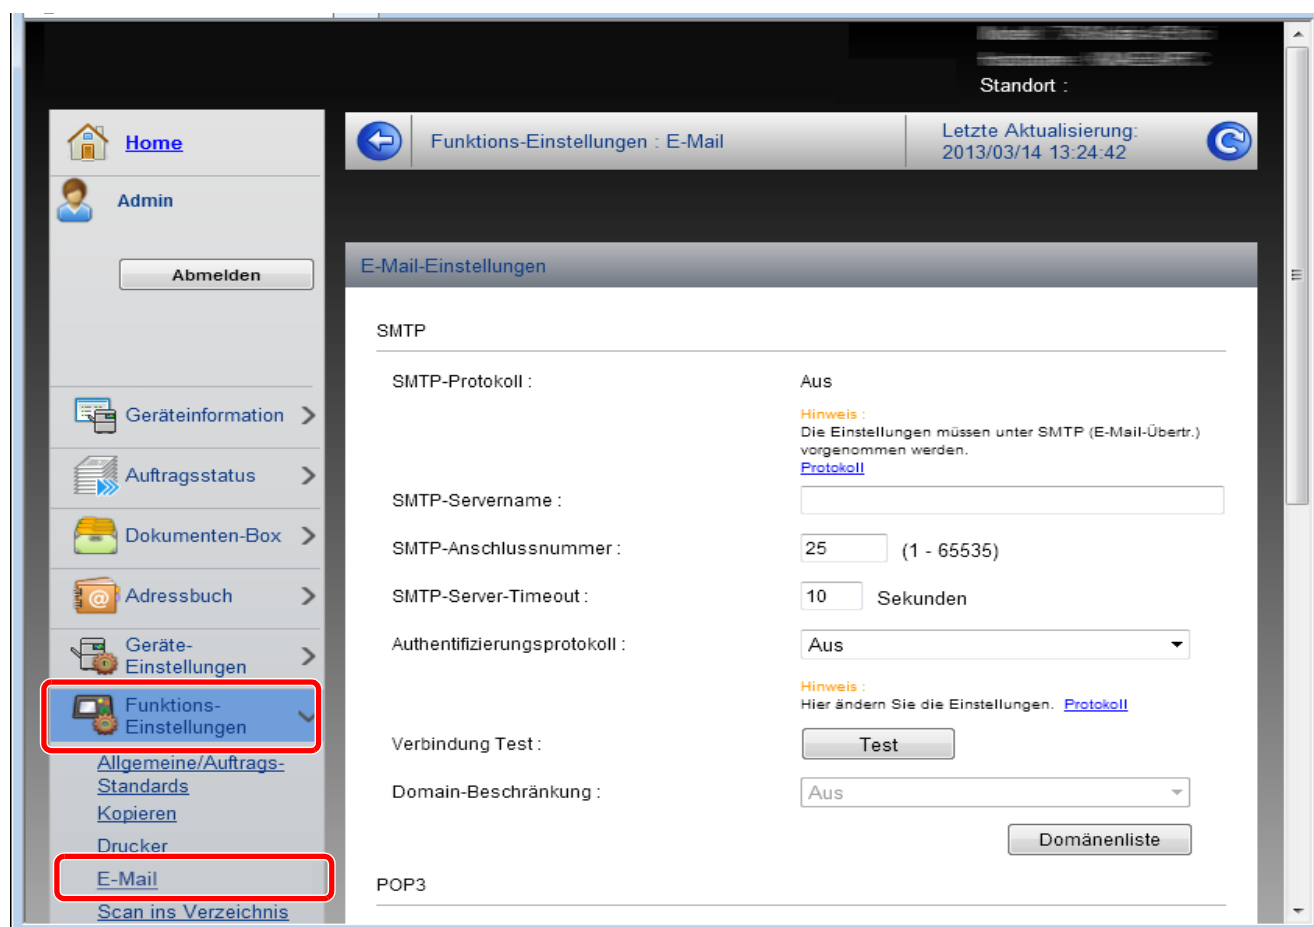 Standort :
Home
Admin
Abmelden
Geräteinformation
Auftragsstatus
Dokumenten-Box
Adressbuch
Geräte-
Einstellungen
Funktions-
Einstellungen
Allgemeine/Auftrags-
Standards
Kopieren
Drucker
E-Mail
Scan ins Verzeichnis
Funktions-Einstellungen : E-Mail
Letzte Aktualisierung:
2013/03/14 13:24:42
E-Mail-Einstellungen
SMTP
SMTP-Protokoll :
Aus
Hinweis :
Die Einstellungen müssen unter SMTP (E-Mail-Übertr.)
vorgenommen werden.
Protokoll
SMTP-Servername :
SMTP-Anschlussnummer :
25 (1 - 65535)
SMTP-Server-Timeout :
10 Sekunden
Authentifizierungsprotokoll :
Aus
Hinweis :
Hier ändern Sie die Einstellungen. Protokoll
Verbindung Test :
Test
Domain-Beschränkung :
Aus
Domänenliste
POP3